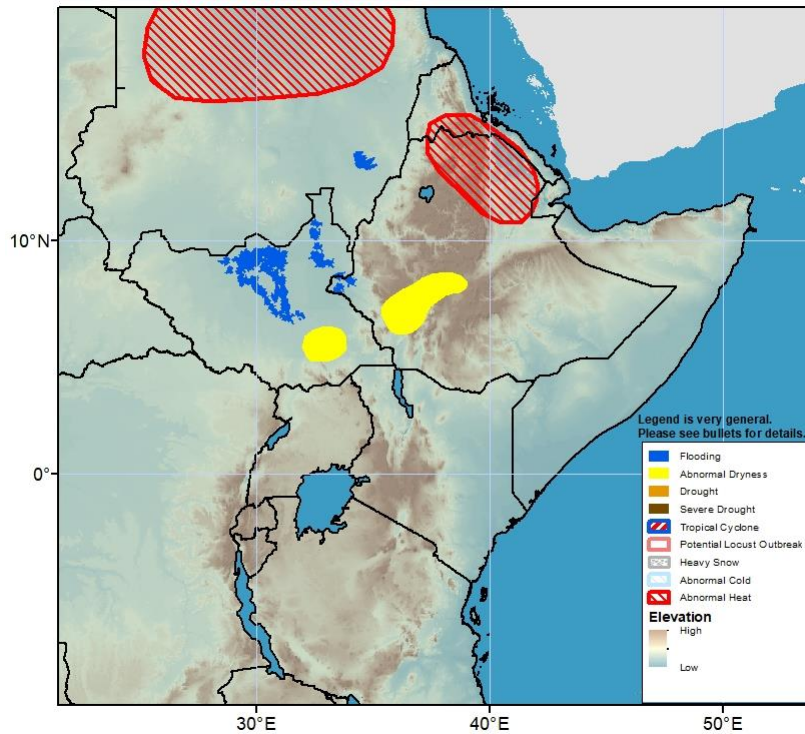 10°N
0°
Legend is very general.
Please see bullets for details.
Flooding
Abnormal Dryness
Drought
Severe Drought
Tropical Cyclone
Potential Locust Outbreak
Heavy Snow
Abnormal Cold
Abnormal Heat
Elevation
High
Low
30°E
40°E
50°E